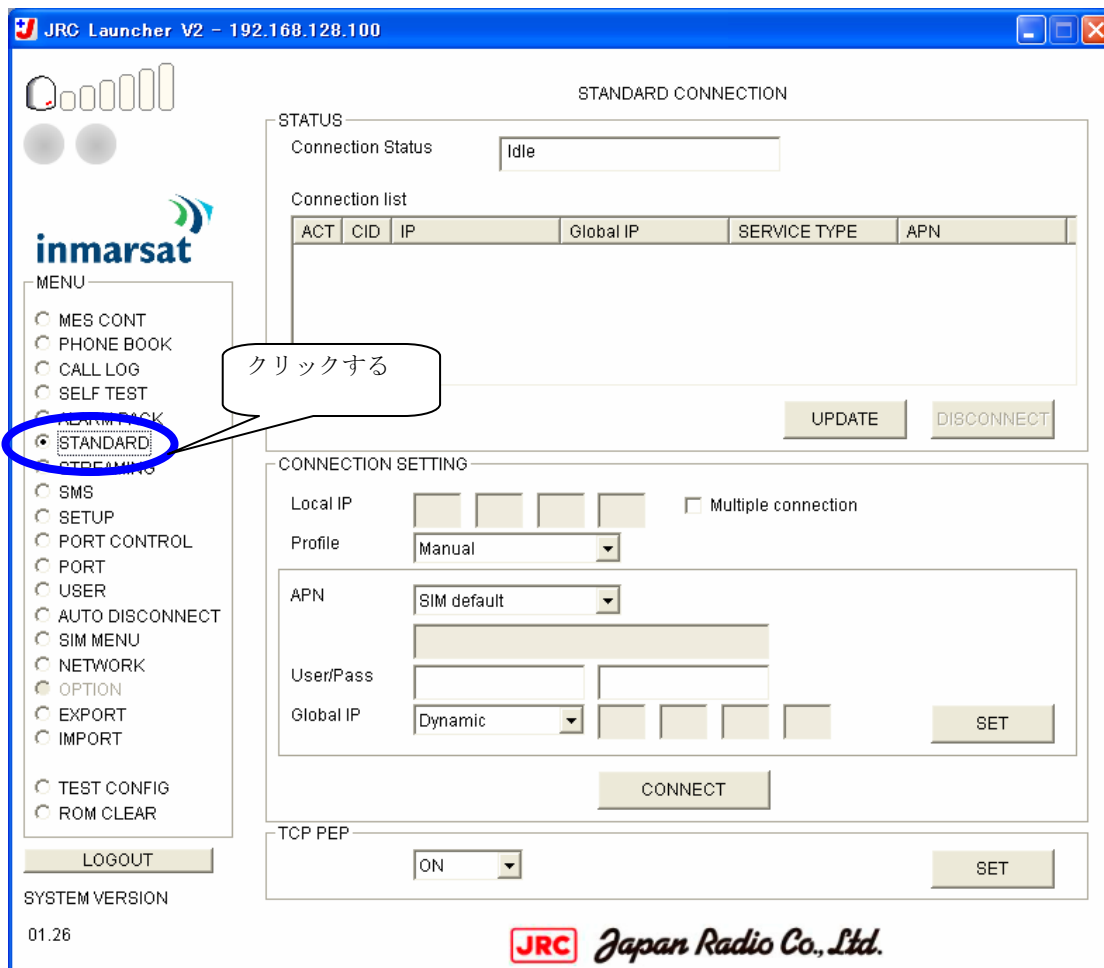 JRC Launcher V2 - 192.168.128.100
STANDARD CONNECTION
STATUS
Connection Status
Idle
Connection list
ACT CID IP Global IP SERVICE TYPE APN
UPDATE
DISCONNECT
inmarsat
MENU
MES CONT
PHONE BOOK
CALL LOG
SELF TEST
ALARM PACK
STANDARD
STREAMING
SMS
SETUP
PORT CONTROL
PORT
USER
AUTO DISCONNECT
SIM MENU
NETWORK
OPTION
EXPORT
IMPORT
TEST CONFIG
ROM CLEAR
LOGOUT
SYSTEM VERSION
01.26
クリックする
CONNECTION SETTING
Local IP
Multiple connection
Profile
Manual
APN
SIM default
User/Pass
Global IP
Dynamic
SET
CONNECT
TCP PEP
ON
SET
JRC Japan Radio Co., Ltd.